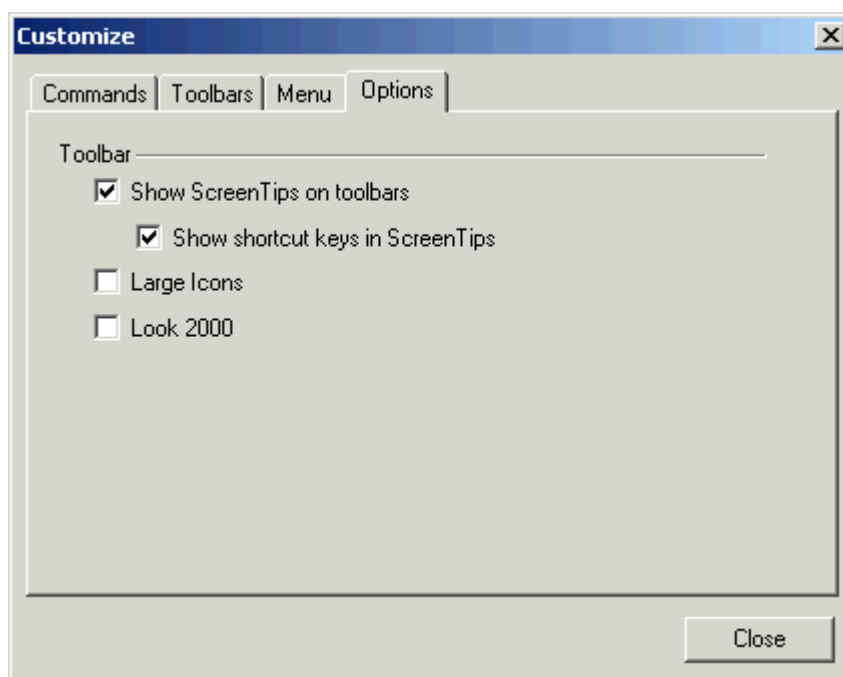 Customize
Commands Toolbars Menu Options
Toolbar
Show ScreenTips on toolbars
Show shortcut keys in ScreenTips
Large Icons
Look 2000
Close